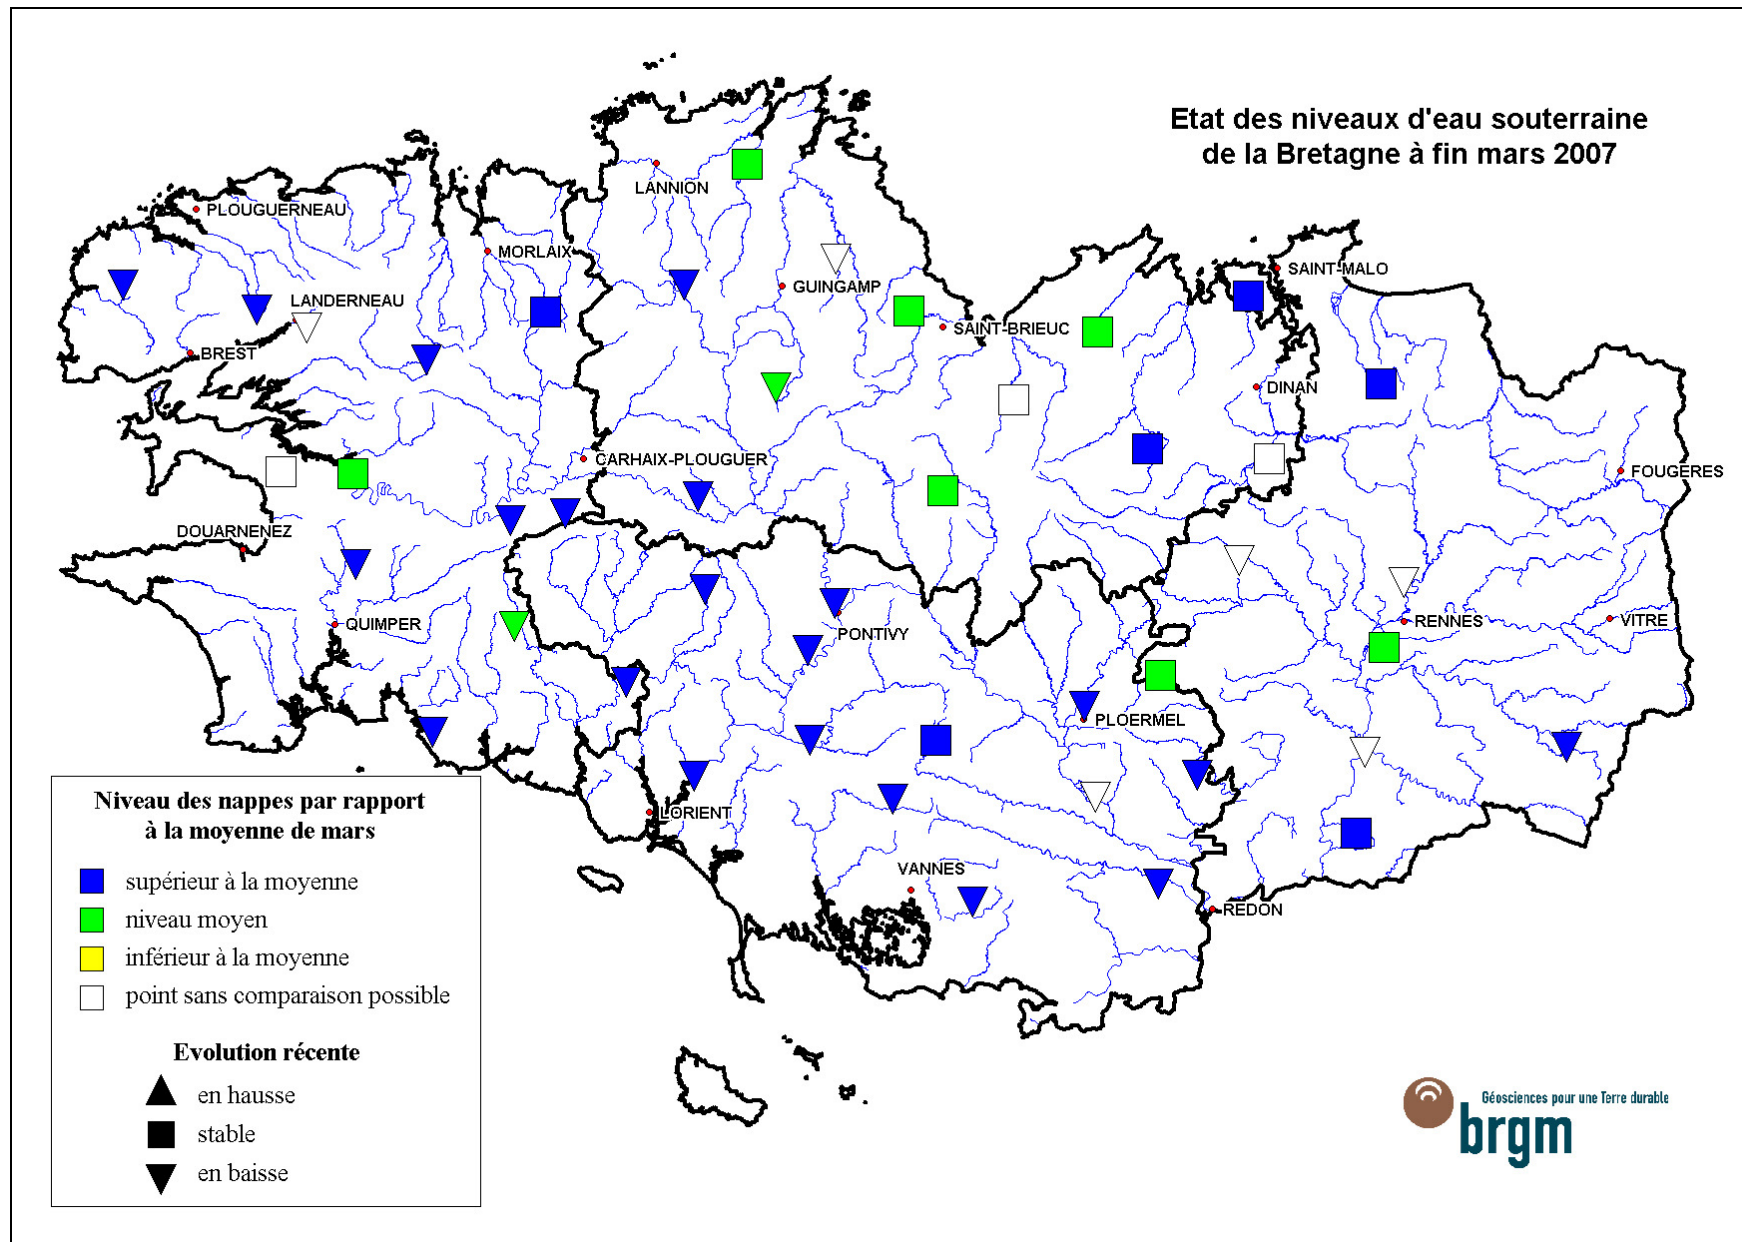 Etat des niveaux d'eau souterraine
de la Bretagne à fin mars 2007
LANNION
PLOUGUERNEAU
MORLAIX
SAINT-MALO
GUINGAMP
LANDERNEAU
SAINT-BRIEUC
BREST
DINAN
CARHAIX-PLOUGUER
FOUGERES
DOUARNENEZ
QUIMPER
PONTIVY
RENNES
VITRE
PLOERMEL
LORIENT
VANNES
REDON
Niveau des nappes par rapport
à la moyenne de mars
supérieur à la moyenne
niveau moyen
inférieur à la moyenne
point sans comparaison possible
Evolution récente
en hausse
stable
en baisse
Géosciences pour une Terre durable
brgm